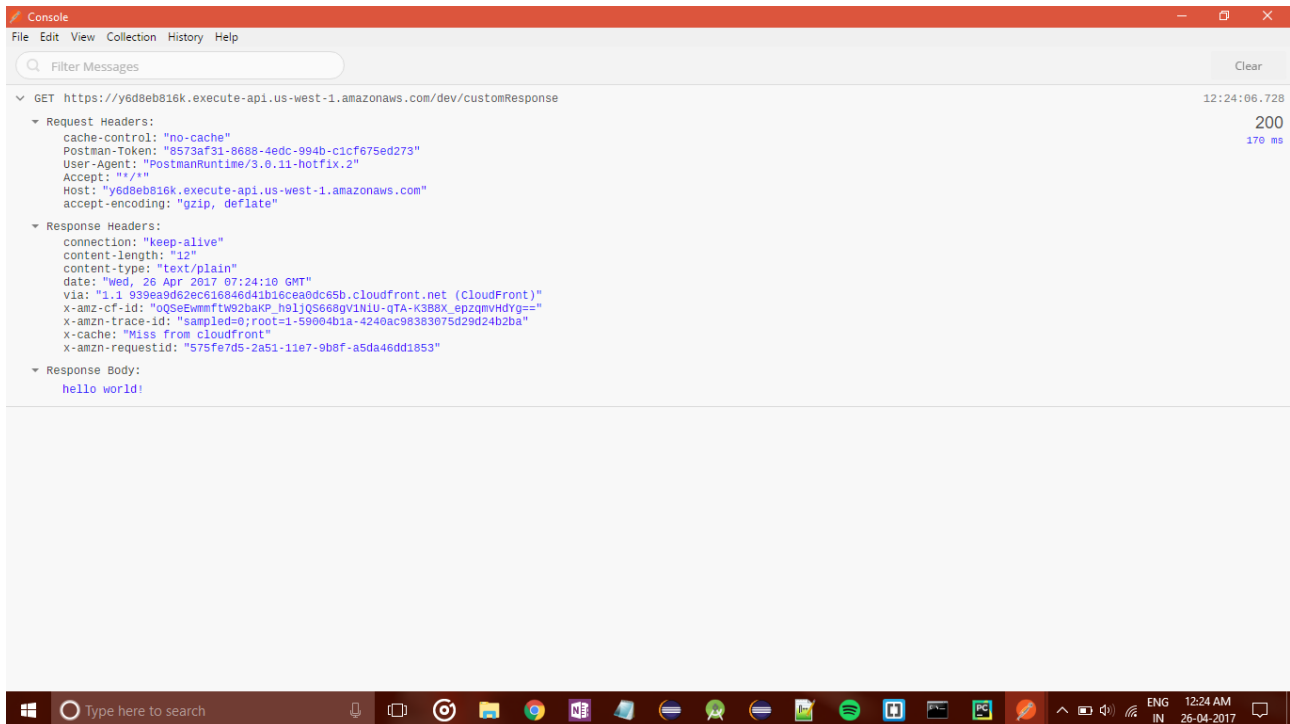 Console
File Edit View Collection History Help
Filter Messages
Clear
GET https://y6d8eb816k.execute-api.us-west-1.amazonaws.com/dev/customResponse
12:24:06.728
Request Headers:
200
170 ms
cache-control: "no-cache"
Postman-Token: "8573af31-8688-4edc-994b-c1cf675ed273"
User-Agent: "PostmanRuntime/3.0.11-hotfix.2"
Accept: "*/*"
Host: "y6d8eb816k.execute-api.us-west-1.amazonaws.com"
accept-encoding: "gzip, deflate"
Response Headers:
connection: "keep-alive"
content-length: "12"
content-type: "text/plain"
date: "Wed, 26 Apr 2017 07:24:10 GMT"
via: "1.1 939ea9d62ec616846d41b16cea0dc65b.cloudfront.net (CloudFront)"
x-amz-cf-id: "oQSeEwmmftW92baKP_h9ljQS668gV1NiU-qTA-K3B8X_epzqmvHdYg=="
x-amzn-trace-id: "sampled=0;root=1-59004b1a-4240ac98383075d29d24b2ba"
x-cache: "Miss from cloudfront"
x-amzn-requestid: "575fe7d5-2a51-11e7-9b8f-a5da46dd1853"
Response Body:
hello world!
Type here to search
N
PC
ENG
IN
12:24 AM
26-04-2017